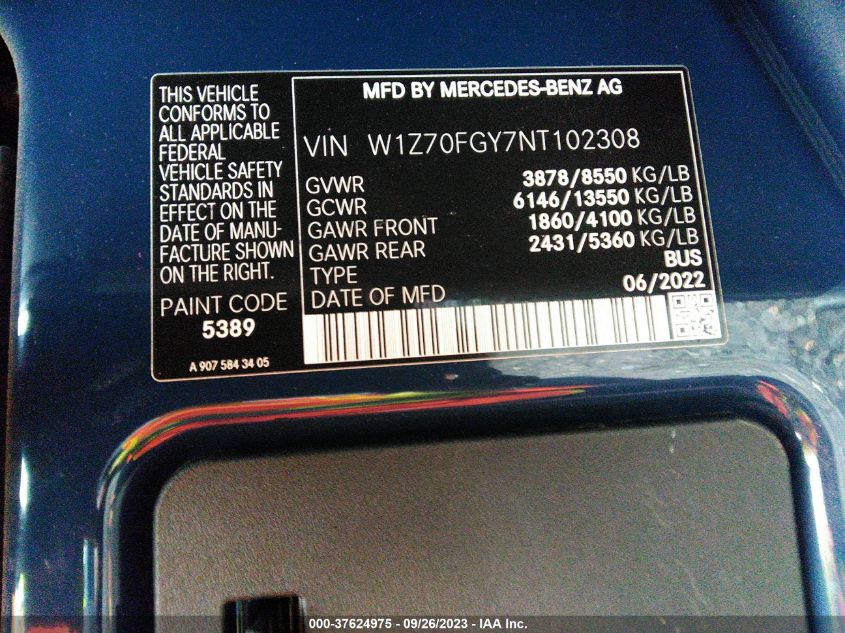 THIS VEHICLE
CONFORMS TO
ALL APPLICABLE
FEDERAL
VEHICLE SAFETY
STANDARDS IN
EFFECT ON THE
DATE OF MANU-
FACTURE SHOWN
ON THE RIGHT.
PAINT CODE
5389
A 907 584 34 05
MFD BY MERCEDES-BENZ AG
VIN W1Z70FGY7NT102308
GVWR 3878/8550 KG/LB
GCWR 6146/13550 KG/LB
GAWR FRONT 1860/4100 KG/LB
GAWR REAR 2431/5360 KG/LB
TYPE BUS
DATE OF MFD 06/2022
000-37624975 - 09/26/2023 - IAA Inc.